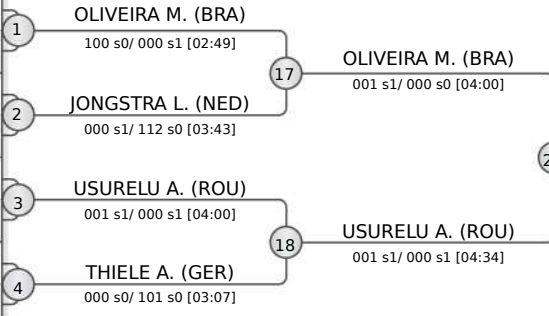 1
OLIVEIRA M. (BRA)
100 s0/ 000 s1 [02:49]
17
OLIVEIRA M. (BRA)
001 s1/ 000 s0 [04:00]
2
JONGSTRA L. (NED)
000 s1/ 112 s0 [03:43]
3
USURELU A. (ROU)
001 s1/ 000 s1 [04:00]
18
USURELU A. (ROU)
001 s1/ 000 s1 [04:34]
4
THIELE A. (GER)
000 s0/ 101 s0 [03:07]